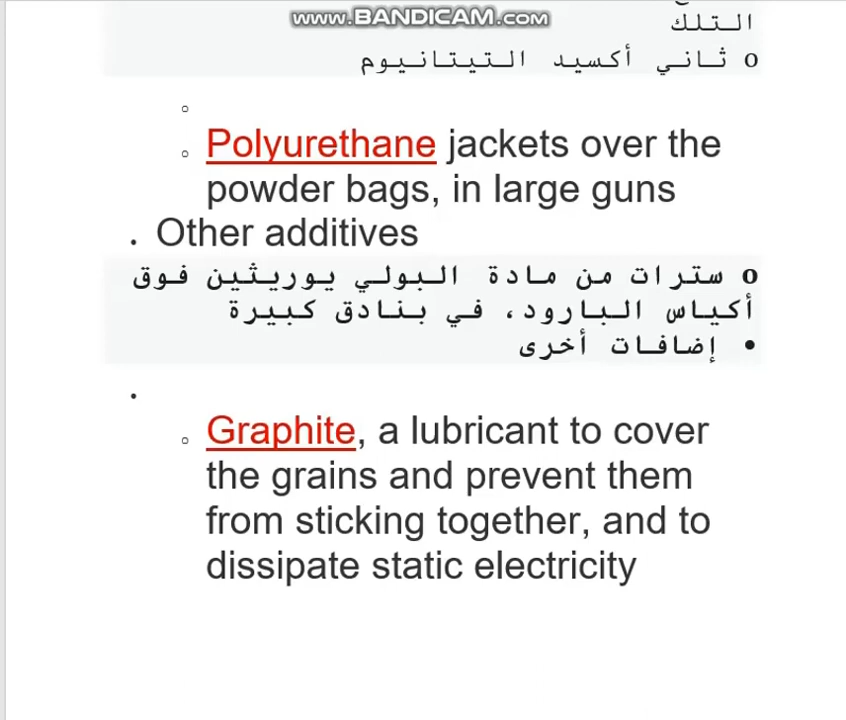 www.BANDICAM.com
التلك
o ثاني أكسيد التيتانيوم
Polyurethane jackets over the
powder bags, in large guns
• Other additives
o سترات من مادة البولي يوريثين فوق
أكياس البارود، في بنادق كبيرة
• إضافات أخرى
Graphite, a lubricant to cover
the grains and prevent them
from sticking together, and to
dissipate static electricity